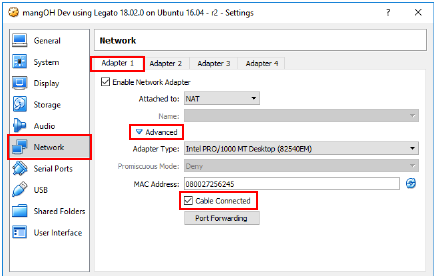 mangOH Dev using Legato 18.02.0 on Ubuntu 16.04 - r2 - Settings
General
System
Display
Storage
Audio
Network
Serial Ports
USB
Shared Folders
User Interface
Network
Adapter 1 Adapter 2 Adapter 3 Adapter 4
Enable Network Adapter
Attached to: NAT
Name:
Advanced
Adapter Type: Intel PRO/1000 MT Desktop (82540EM)
Promiscuous Mode: Deny
MAC Address: 080027256245
Cable Connected
Port Forwarding